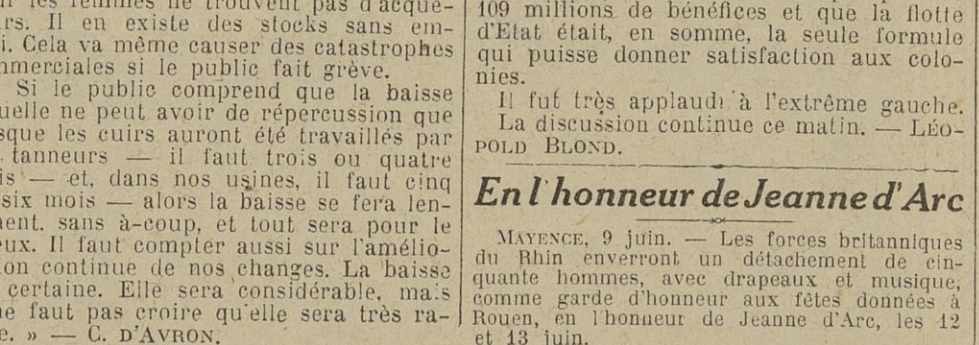 les femmes ne trouvent pas d'acqué-
rs. Il en existe des stocks sans em-
i. Cela va même causer des catastrophes
mmerciales si le public fait grève.
Si le public comprend que la baisse
uelle ne peut avoir de répercussion que
sque les cuirs auront été travaillés par
tanneurs — il faut trois ou quatre
is — et, dans nos usines, il faut cinq
six mois — alors la baisse se fera len-
ment, sans à-coup, et tout sera pour le
eux. Il faut compter aussi sur l'amélio-
on continue de nos changes. La baisse
certaine. Elle sera considérable, mais
ne faut pas croire qu'elle sera très ra-
e. » — C. D'AVRON.
109 millions de bénéfices et que la flotte
d'Etat était, en somme, la seule formule
qui puisse donner satisfaction aux colo-
nies.
Il fut très applaudi à l'extrême gauche.
La discussion continue ce matin. — LÉO-
POLD BLOND.
En l'honneur de Jeanne d'Arc
MAYENCE, 9 juin. — Les forces britanniques
du Rhin enverront un détachement de cin-
quante hommes, avec drapeaux et musique,
comme garde d'honneur aux fêtes données à
Rouen, en l'honneur de Jeanne d'Arc, les 12
et 13 juin.